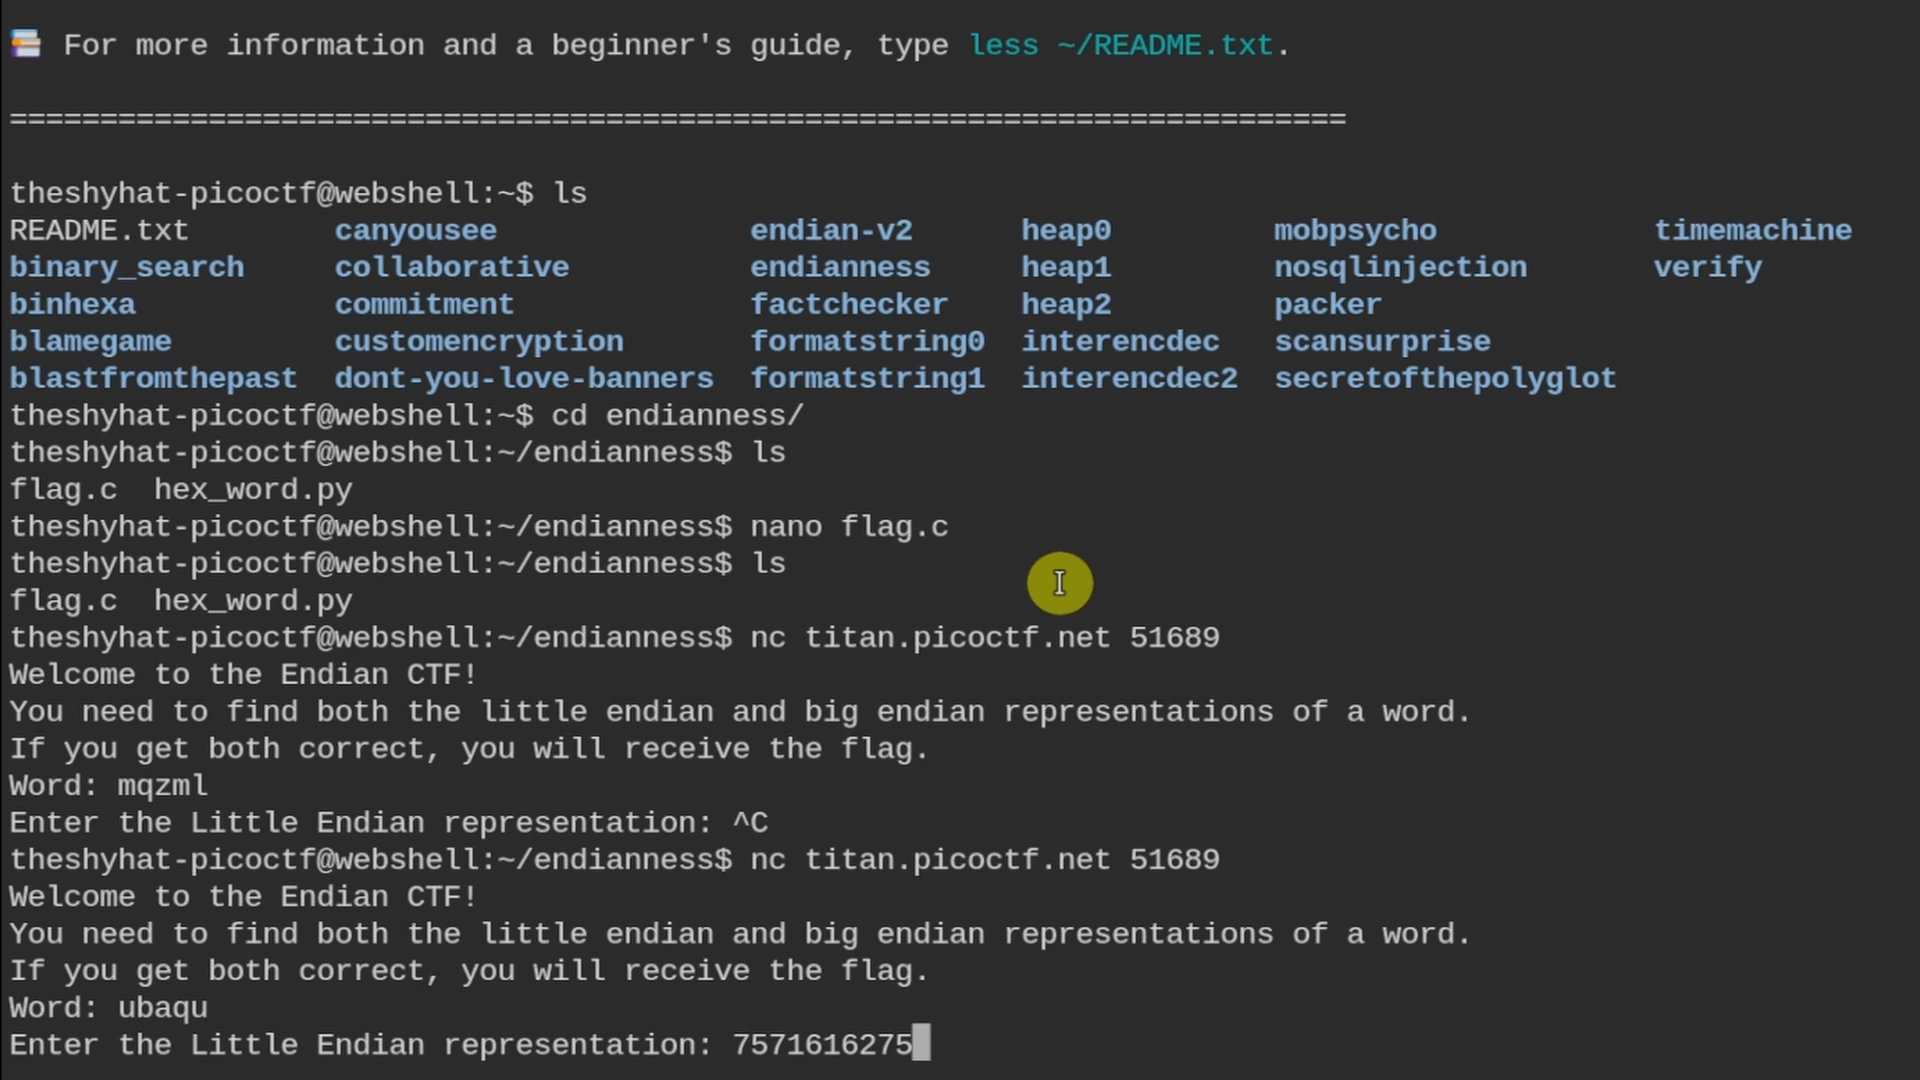 For more information and a beginner's guide, type less ~/README.txt.
==========================================================================
theshyhat-picoctf@webshell:~$ ls
README.txt canyousee endian-v2 heap0 mobpsycho timemachine
binary_search collaborative endianness heap1 nosqlinjection verify
binhexa commitment factchecker heap2 packer
blamegame customencryption formatstring0 interencdec scansurprise
blastfromthepast dont-you-love-banners formatstring1 interencdec2 secretofthepolyglot
theshyhat-picoctf@webshell:~$ cd endianness/
theshyhat-picoctf@webshell:~/endianness$ ls
flag.c hex_word.py
theshyhat-picoctf@webshell:~/endianness$ nano flag.c
theshyhat-picoctf@webshell:~/endianness$ ls
flag.c hex_word.py
theshyhat-picoctf@webshell:~/endianness$ nc titan.picoctf.net 51689
Welcome to the Endian CTF!
You need to find both the little endian and big endian representations of a word.
If you get both correct, you will receive the flag.
Word: mqzml
Enter the Little Endian representation: ^C
theshyhat-picoctf@webshell:~/endianness$ nc titan.picoctf.net 51689
Welcome to the Endian CTF!
You need to find both the little endian and big endian representations of a word.
If you get both correct, you will receive the flag.
Word: ubaqu
Enter the Little Endian representation: 7571616275